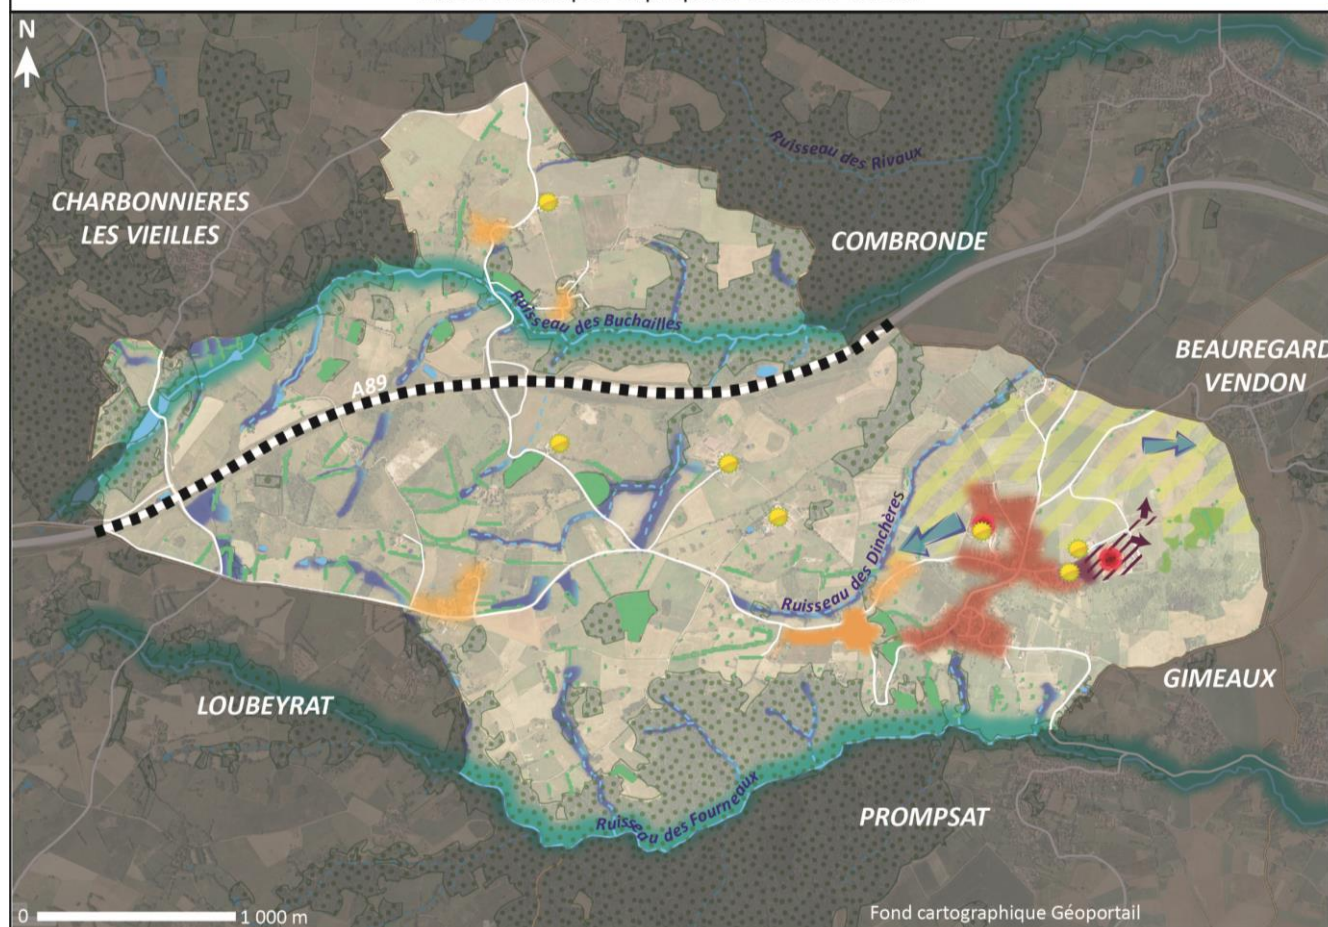 N
Ruisseau des Rivaux
CHARBONNIERES
LES VIEILLES
COMBRONDE
Ruisseau des Buchailles
BEAUREGARD
VENDON
A89
Ruisseau des Dinchères
GIMEAUX
LOUBEYRAT
Ruisseau des Fourneaux
PROMPSAT
0 1 000 m
Fond cartographique Géoportail